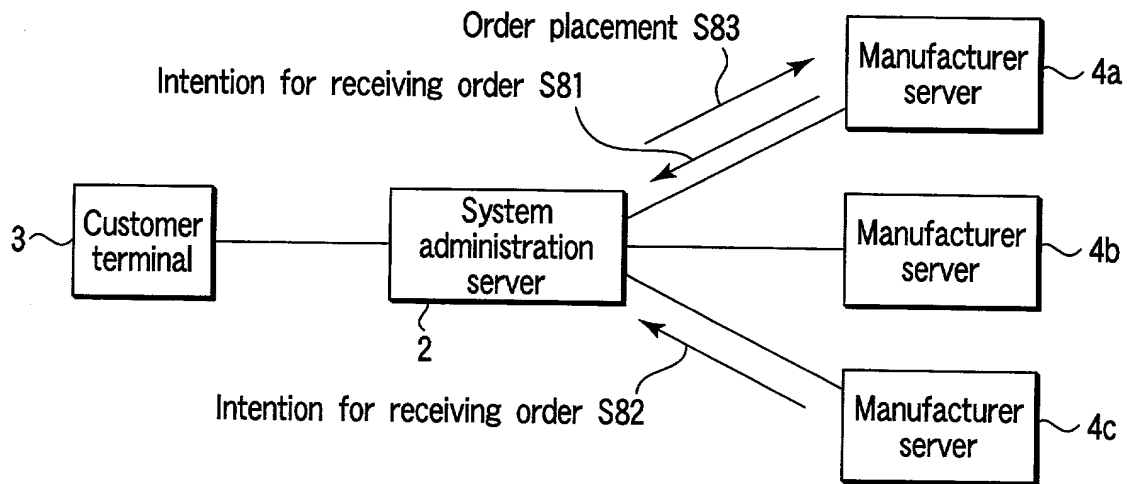 Order placement S83
Intention for receiving order S81
Manufacturer
server
4a
3
Customer
terminal
System
administration
server
2
Manufacturer
server
4b
Intention for receiving order S82
Manufacturer
server
4c